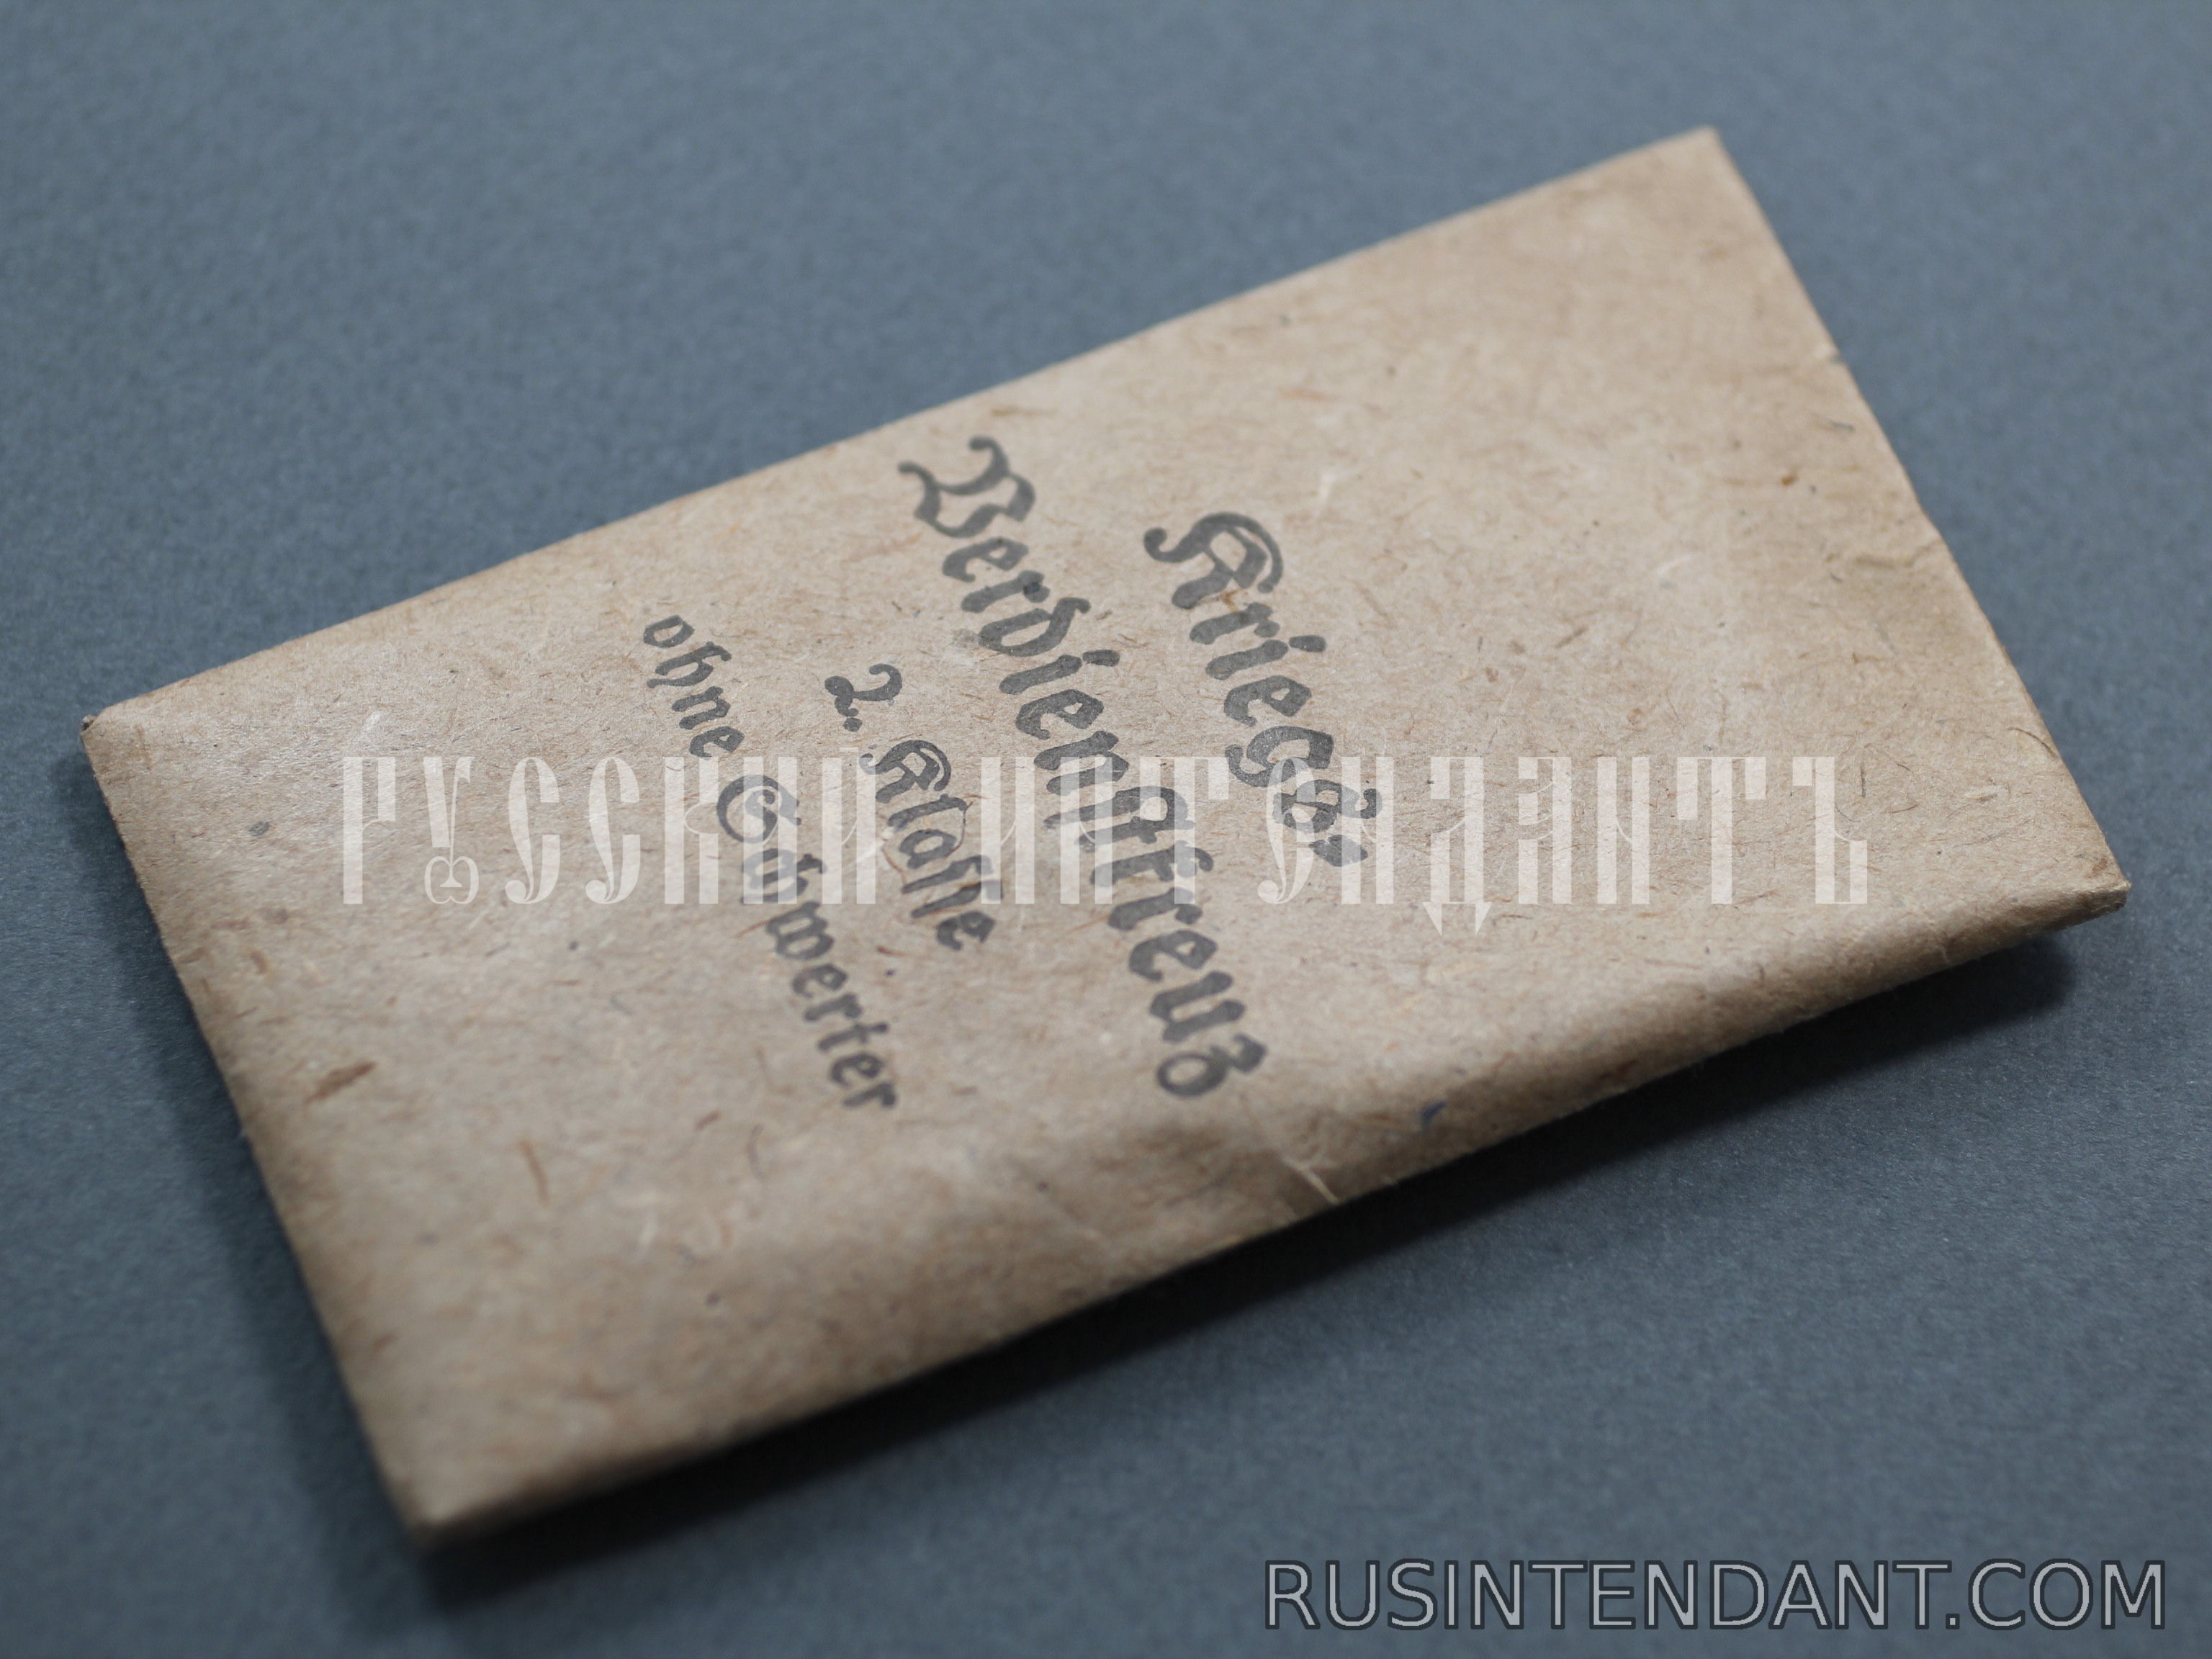 Kriegs-
Verdienstkreuz
2. Klasse
ohne Schwerter
РУССКИЙ ИНТЕНДАНТЪ
RUSINTENDANT.COM